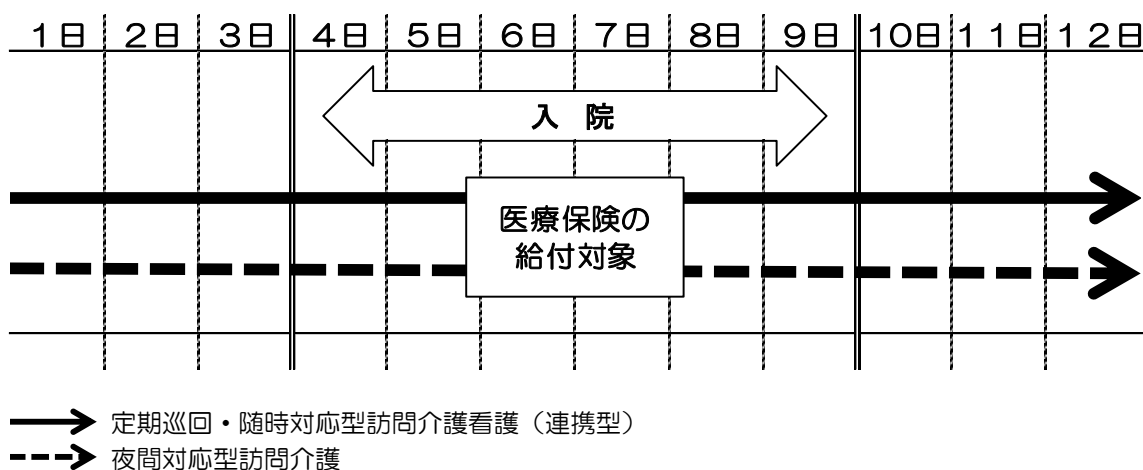 1日 2日 3日 4日 5日 6日 7日 8日 9日 10日 11日 12日
入 院
医療保険の
給付対象
定期巡回・随時対応型訪問介護看護（連携型）
夜間対応型訪問介護